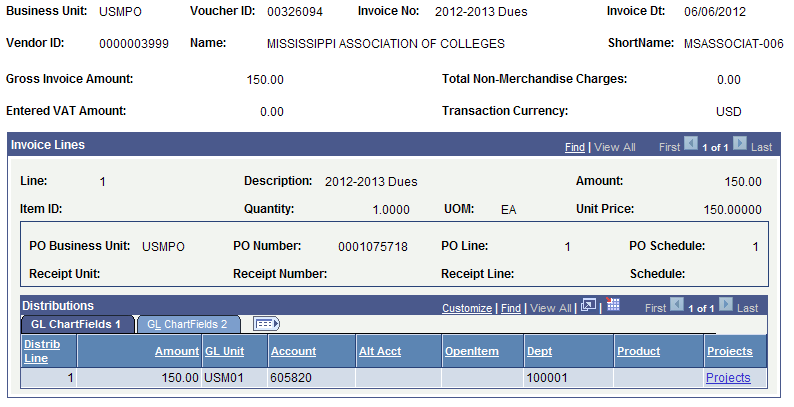 Business Unit: USMPO Voucher ID: 00326094 Invoice No: 2012-2013 Dues Invoice Dt: 06/06/2012
Vendor ID: 0000003999 Name: MISSISSIPPI ASSOCIATION OF COLLEGES ShortName: MSASSOCIAT-006
Gross Invoice Amount: 150.00 Total Non-Merchandise Charges: 0.00
Entered VAT Amount: 0.00 Transaction Currency: USD
Invoice Lines Find | View All First 1 of 1 Last
Line: 1 Description: 2012-2013 Dues Amount: 150.00
Item ID: Quantity: 1.0000 UOM: EA Unit Price: 150.00000
PO Business Unit: USMPO PO Number: 0001075718 PO Line: 1 PO Schedule: 1
Receipt Unit: Receipt Number: Receipt Line: Schedule:
Distributions Customize | Find | View All | | First 1 of 1 Last
GL ChartFields 1 GL ChartFields 2
Distrib Line Amount GL Unit Account Alt Acct OpenItem Dept Product Projects
1 150.00 USM01 605820 100001 Projects